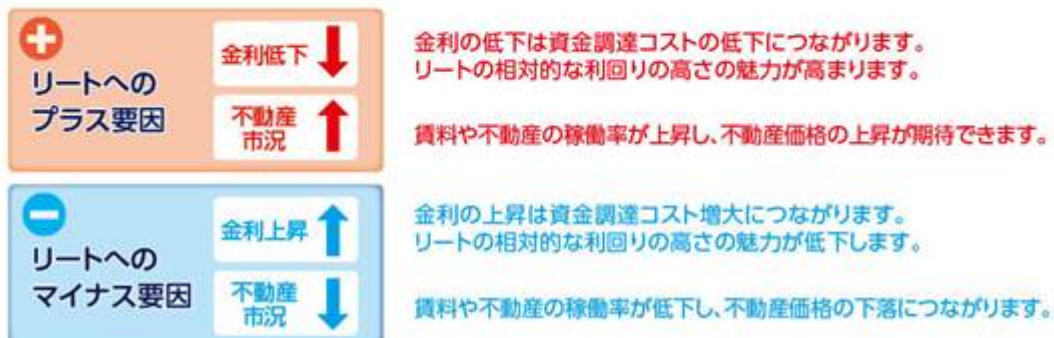 リートへの
プラス要因
金利低下
不動産
市況
金利の低下は資金調達コストの低下につながります。
リートの相対的な利回りの高さの魅力が高まります。
賃料や不動産の稼働率が上昇し、不動産価格の上昇が期待できます。
リートへの
マイナス要因
金利上昇
不動産
市況
金利の上昇は資金調達コスト増大につながります。
リートの相対的な利回りの高さの魅力が低下します。
賃料や不動産の稼働率が低下し、不動産価格の下落につながります。